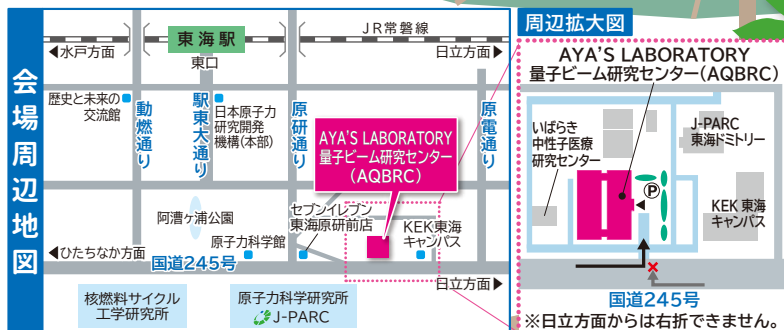 会場周辺地図
JR常磐線
東海駅
東口
◀水戸方面
日立方面▶
歴史と未来の
交流館
動燃通り
駅東大通り
日本原子力
研究開発
機構(本部)
原研通り
原電通り
AYA'S LABORATORY
量子ビーム研究センター
(AQBRC)
阿漕ヶ浦公園
セブンイレブン
東海原研前店
原子力科学館
KEK東海
キャンパス
◀ひたちなか方面
国道245号
日立方面▶
核燃料サイクル
工学研究所
原子力科学研究所
J-PARC
周辺拡大図
AYA'S LABORATORY
量子ビーム研究センター(AQBRC)
いばらき
中性子医療
研究センター
J-PARC
東海ドミトリー
P
KEK 東海
キャンパス
国道245号
※日立方面からは右折できません。